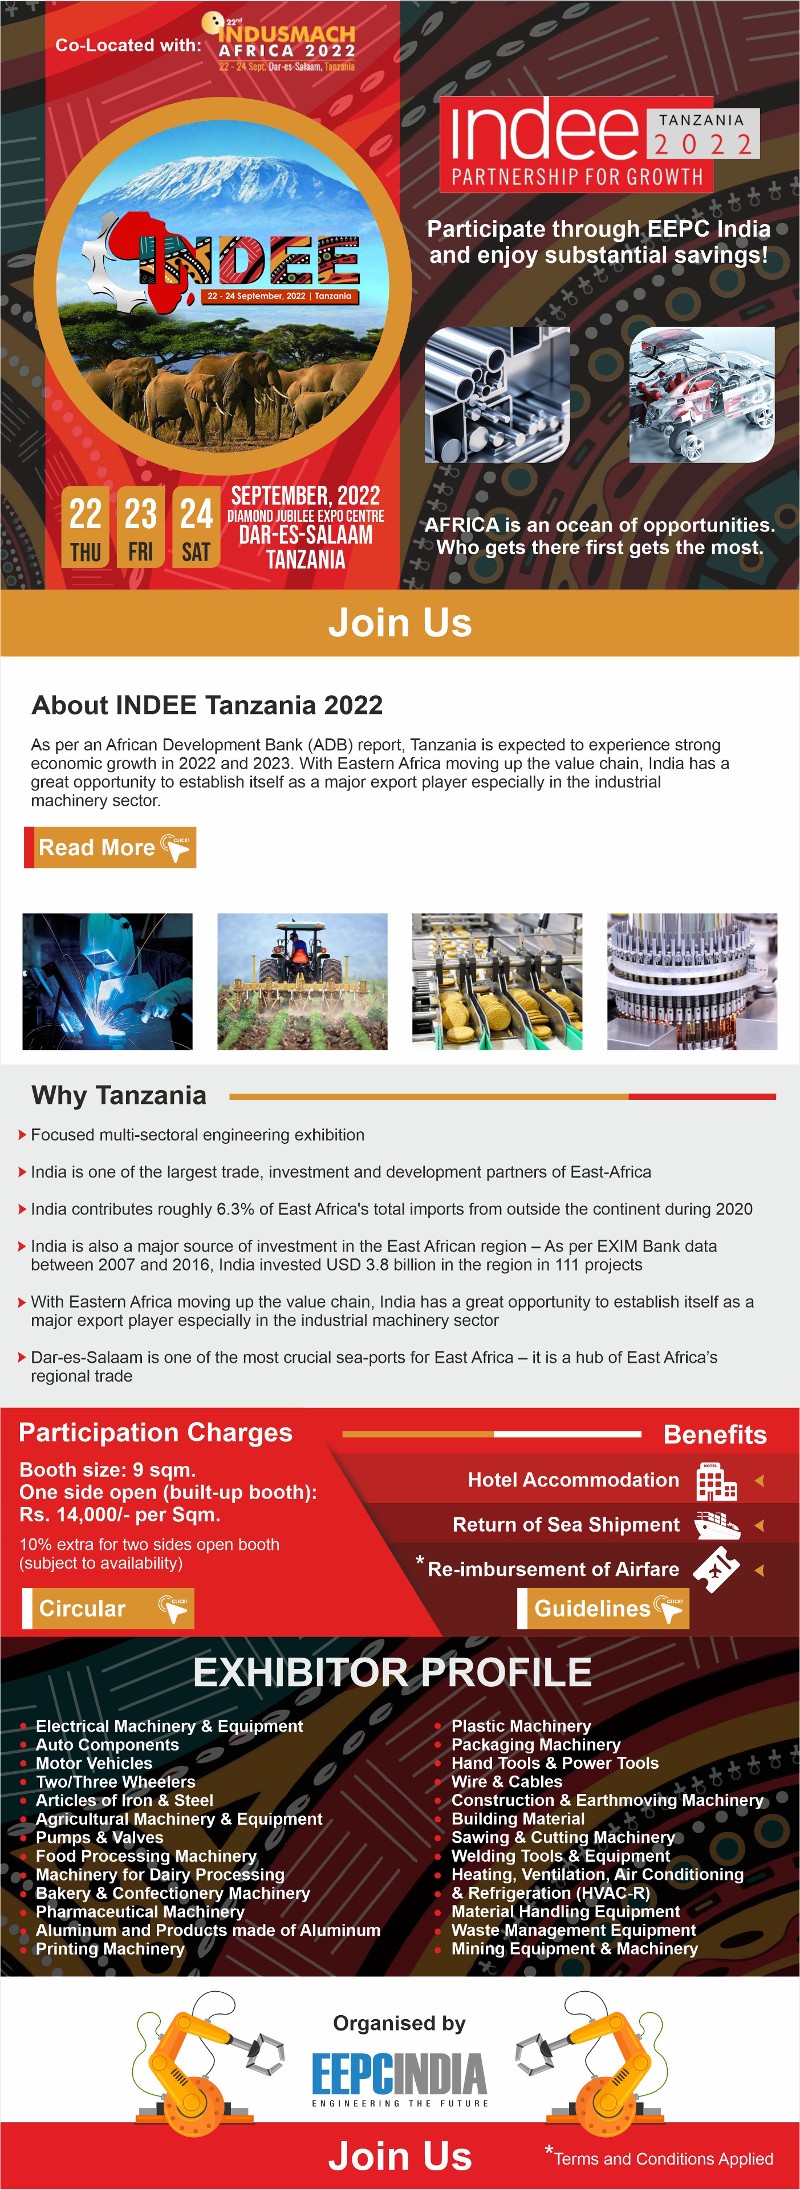 Co-Located with:
22nd
INDUSMACH
AFRICA 2022
22 - 24 Sept. Dar-es-Salaam, Tanzania
indee
TANZANIA
2022
PARTNERSHIP FOR GROWTH
Participate through EEPC India
and enjoy substantial savings!
INDEE
22 - 24 September, 2022 | Tanzania
22
THU
23
FRI
24
SAT
SEPTEMBER, 2022
DIAMOND JUBILEE EXPO CENTRE
DAR-ES-SALAAM
TANZANIA
AFRICA is an ocean of opportunities.
Who gets there first gets the most.
Join Us
About INDEE Tanzania 2022
As per an African Development Bank (ADB) report, Tanzania is expected to experience strong
economic growth in 2022 and 2023. With Eastern Africa moving up the value chain, India has a
great opportunity to establish itself as a major export player especially in the industrial
machinery sector.
Read More
CLICK!
Why Tanzania
Focused multi-sectoral engineering exhibition
India is one of the largest trade, investment and development partners of East-Africa
India contributes roughly 6.3% of East Africa's total imports from outside the continent during 2020
India is also a major source of investment in the East African region – As per EXIM Bank data
between 2007 and 2016, India invested USD 3.8 billion in the region in 111 projects
With Eastern Africa moving up the value chain, India has a great opportunity to establish itself as a
major export player especially in the industrial machinery sector
Dar-es-Salaam is one of the most crucial sea-ports for East Africa – it is a hub of East Africa's
regional trade
Participation Charges
Booth size: 9 sqm.
One side open (built-up booth):
Rs. 14,000/- per Sqm.
10% extra for two sides open booth
(subject to availability)
Circular
CLICK!
Benefits
Hotel Accommodation
HOTEL
Return of Sea Shipment
* Re-imbursement of Airfare
Guidelines
CLICK!
EXHIBITOR PROFILE
Electrical Machinery & Equipment
Auto Components
Motor Vehicles
Two/Three Wheelers
Articles of Iron & Steel
Agricultural Machinery & Equipment
Pumps & Valves
Food Processing Machinery
Machinery for Dairy Processing
Bakery & Confectionery Machinery
Pharmaceutical Machinery
Aluminum and Products made of Aluminum
Printing Machinery
Plastic Machinery
Packaging Machinery
Hand Tools & Power Tools
Wire & Cables
Construction & Earthmoving Machinery
Building Material
Sawing & Cutting Machinery
Welding Tools & Equipment
Heating, Ventilation, Air Conditioning
& Refrigeration (HVAC-R)
Material Handling Equipment
Waste Management Equipment
Mining Equipment & Machinery
Organised by
EEPCINDIA
ENGINEERING THE FUTURE
Join Us
*Terms and Conditions Applied